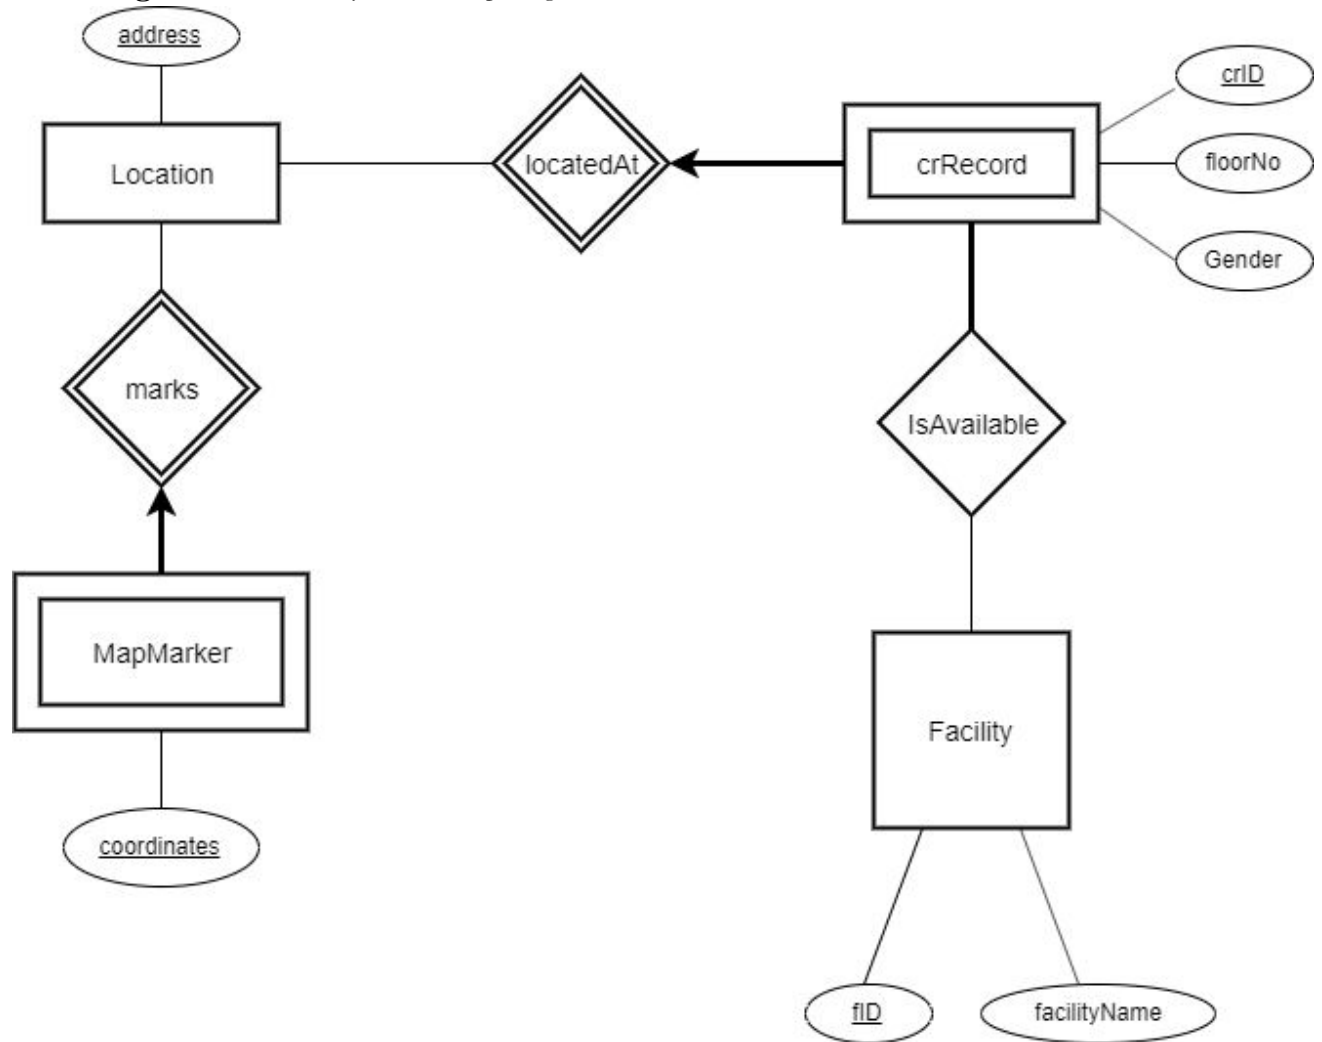 address
crID
Location
locatedAt
crRecord
floorNo
Gender
marks
IsAvailable
MapMarker
Facility
coordinates
fID
facilityName